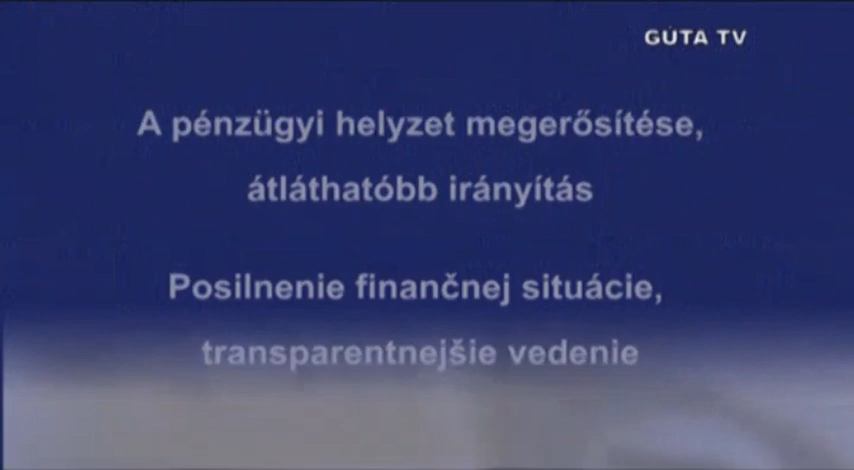 GÚTA TV
A pénzügyi helyzet megerősítése,
átláthatóbb irányítás
Posilnenie finančnej situácie,
transparentnejšie vedenie